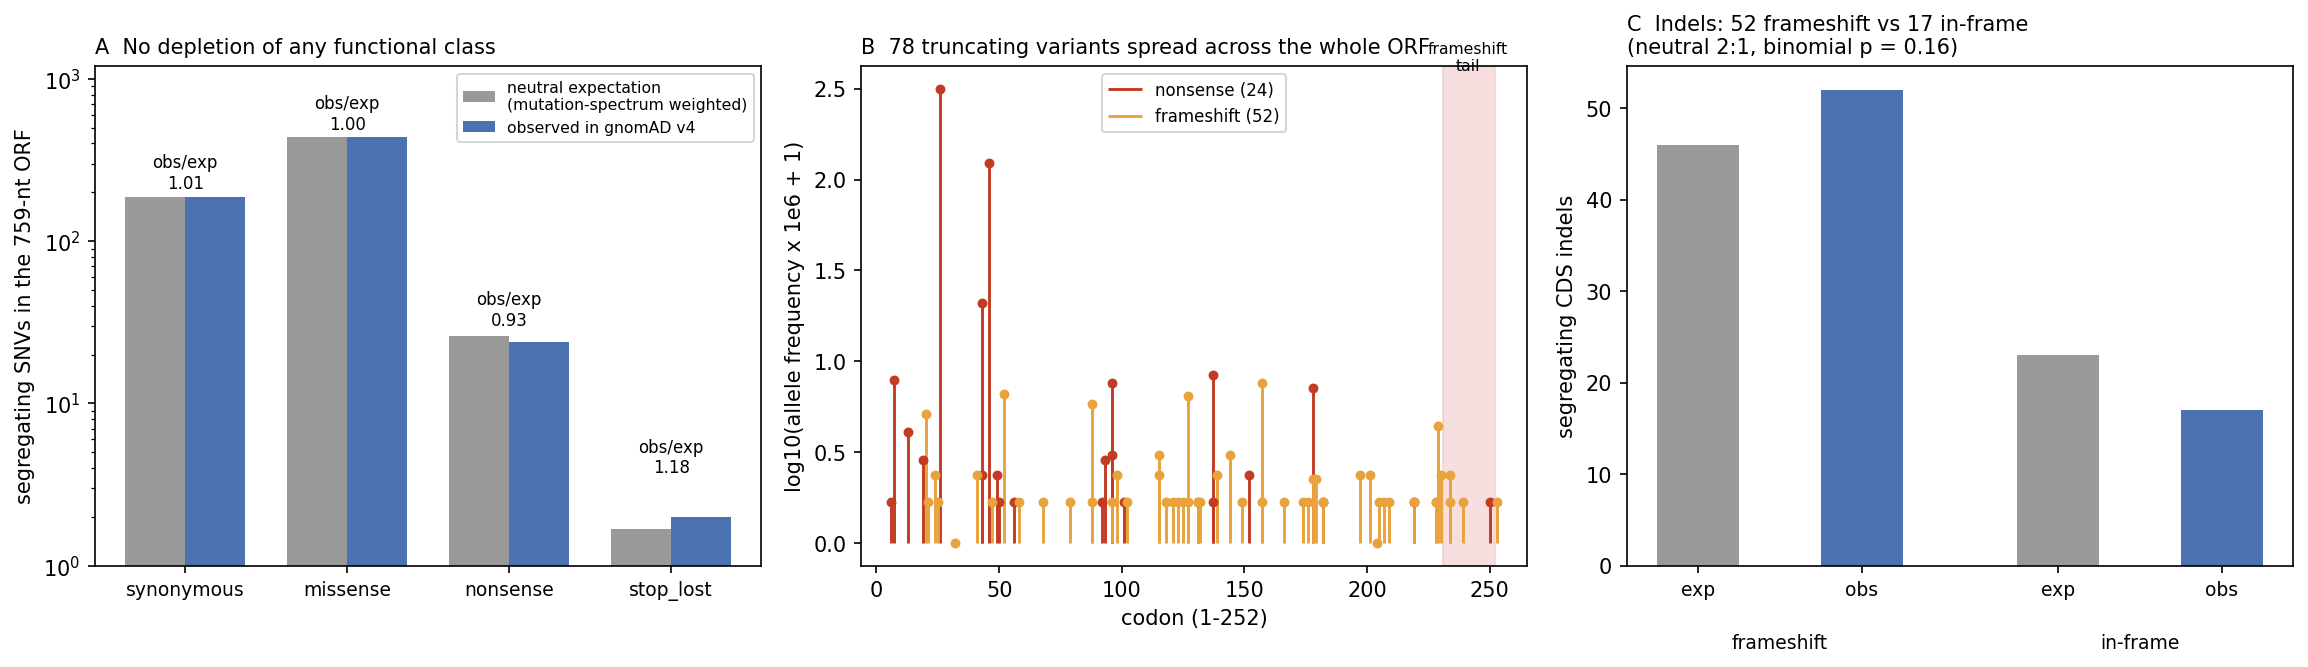 A  No depletion of any functional class
10³
10²
10¹
10⁰
segregating SNVs in the 759-nt ORF
neutral expectation
(mutation-spectrum weighted)
observed in gnomAD v4
obs/exp
1.01
obs/exp
1.00
obs/exp
0.93
obs/exp
1.18
synonymous
missense
nonsense
stop_lost
B  78 truncating variants spread across the whole ORF
frameshift
tail
2.5
2.0
1.5
1.0
0.5
0.0
log10(allele frequency x 1e6 + 1)
nonsense (24)
frameshift (52)
0
50
100
150
200
250
codon (1-252)
C  Indels: 52 frameshift vs 17 in-frame
(neutral 2:1, binomial p = 0.16)
50
40
30
20
10
0
segregating CDS indels
exp
obs
exp
obs
frameshift
in-frame